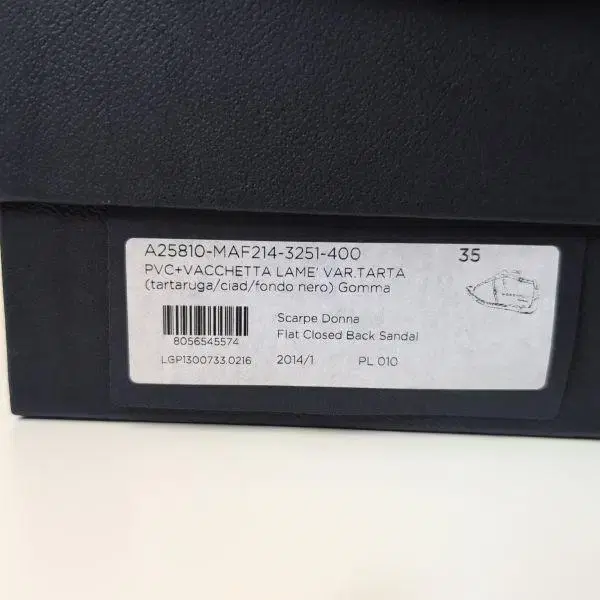 A25810-MAF214-3251-400 35
PVC+VACCHETTA LAME' VAR.TARTA
(tartaruga/ciad/fondo nero) Gomma
Scarpe Donna
8056545574 Flat Closed Back Sandal
LGP1300733.0216 2014/1 PL 010